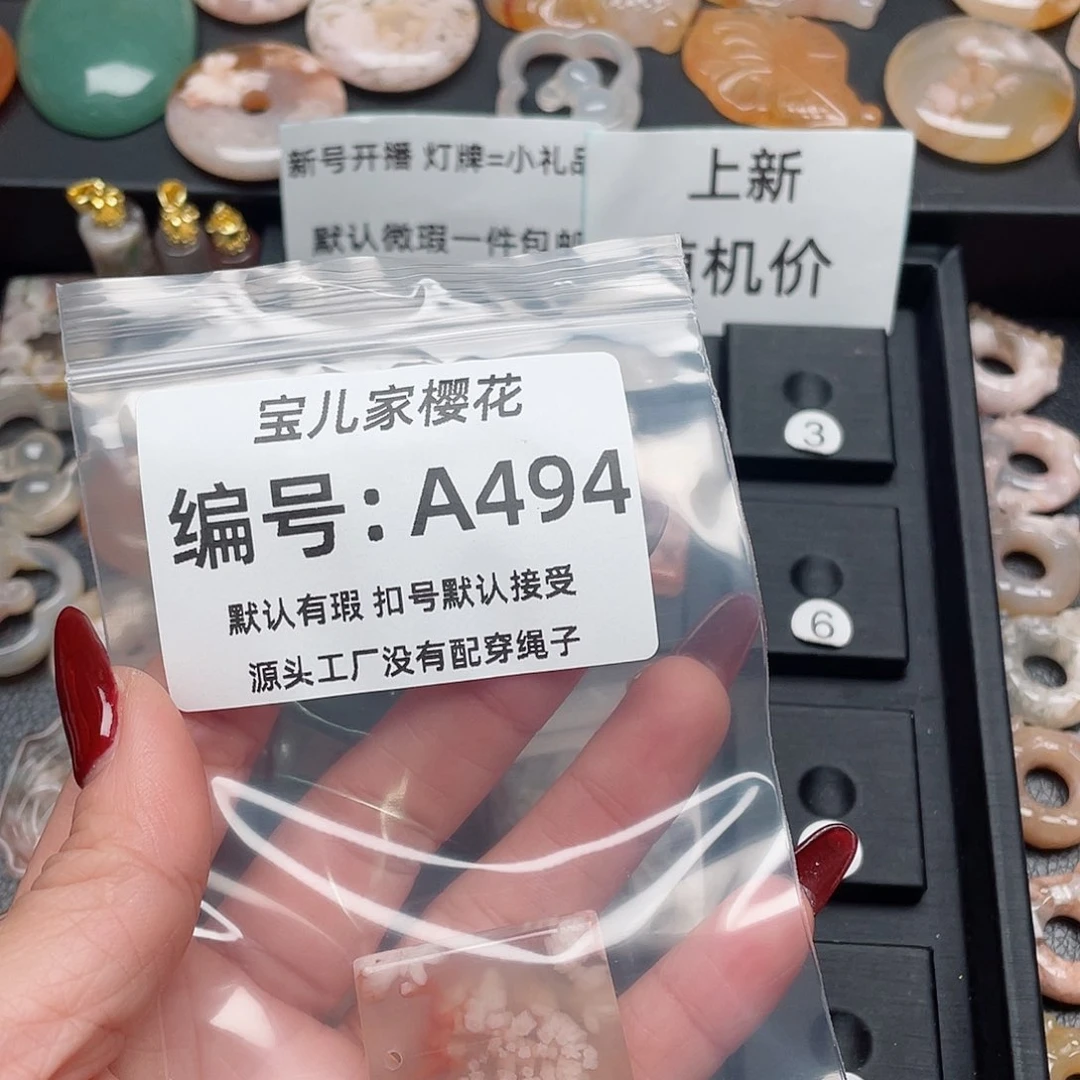 新号开播 灯牌=小礼品
默认微瑕一件包邮
上新
随机价
宝儿家樱花
编号：A494
默认有瑕 扣号默认接受
源头工厂没有配穿绳子
3
6